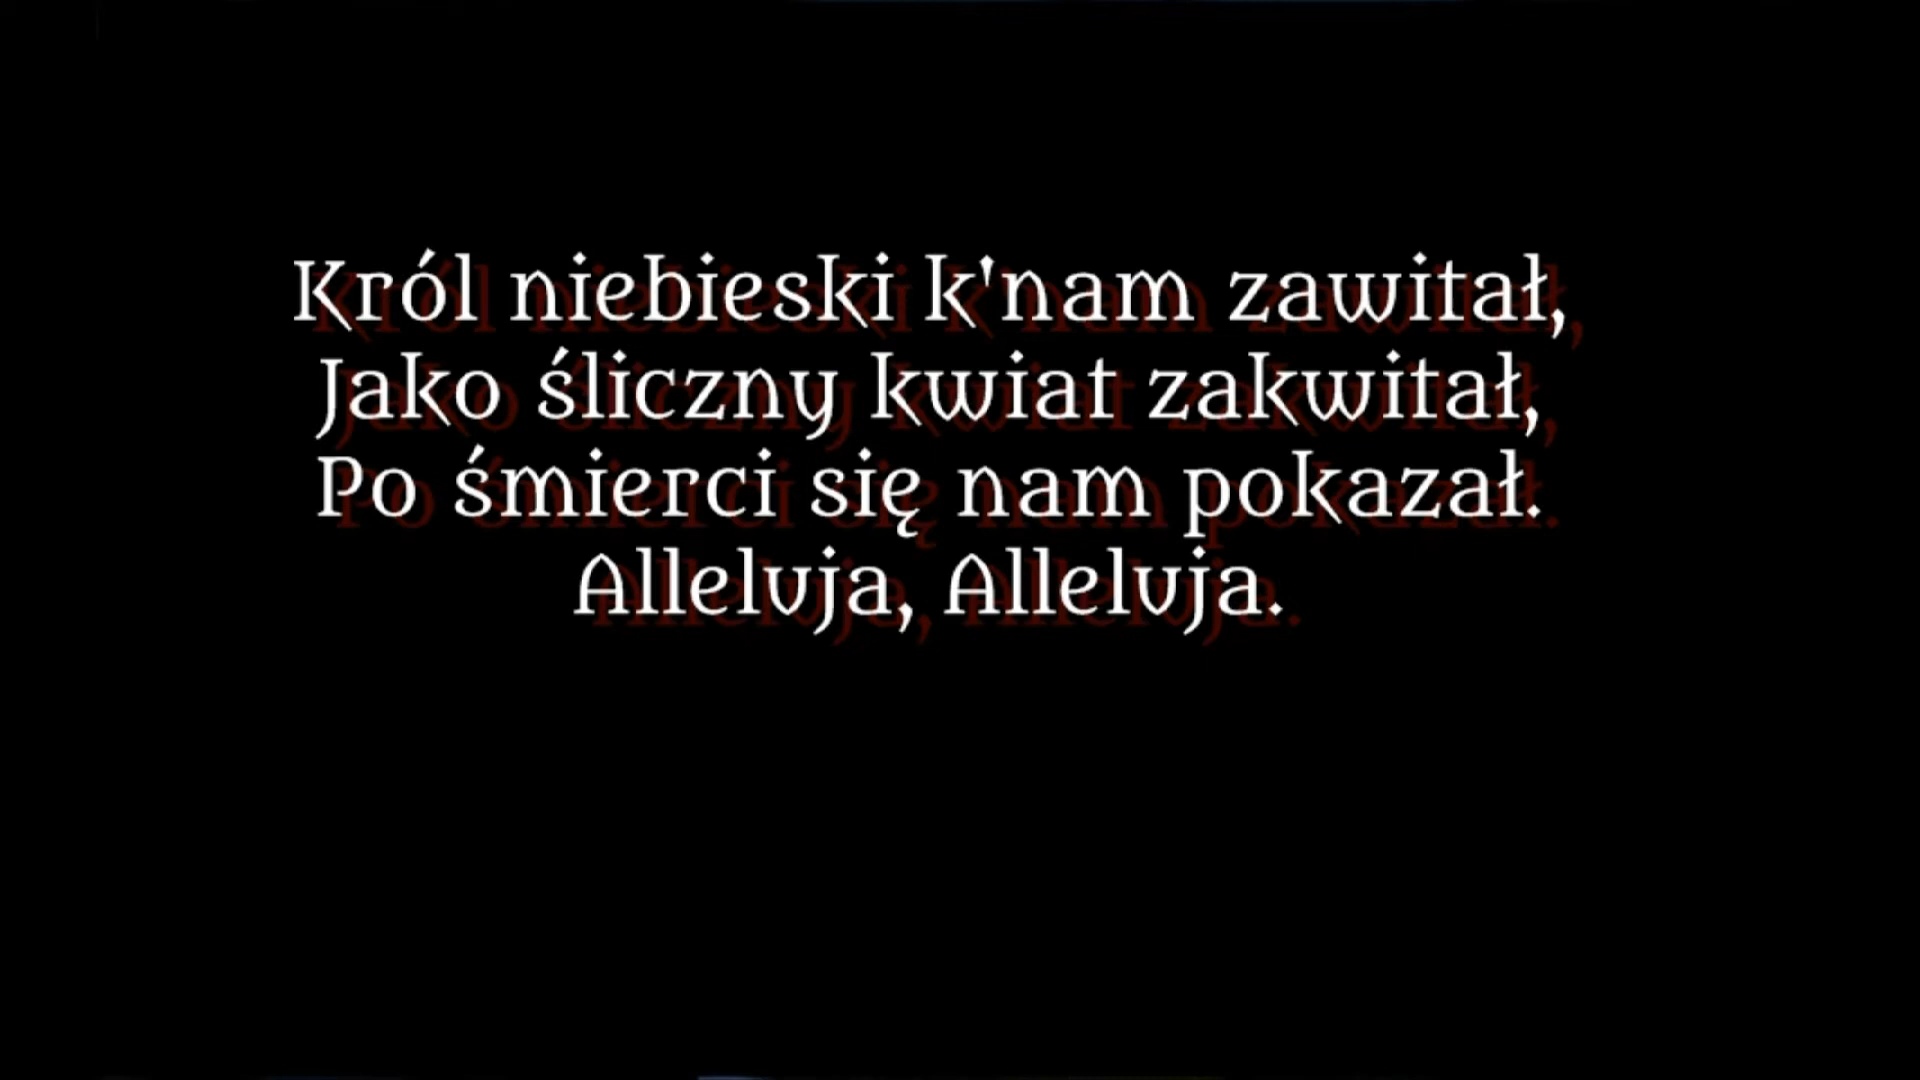 Król niebieski k'nam zawitał,
Jako śliczny kwiat zakwitał,
Po śmierci się nam pokazał.
Alleluja, Alleluja.